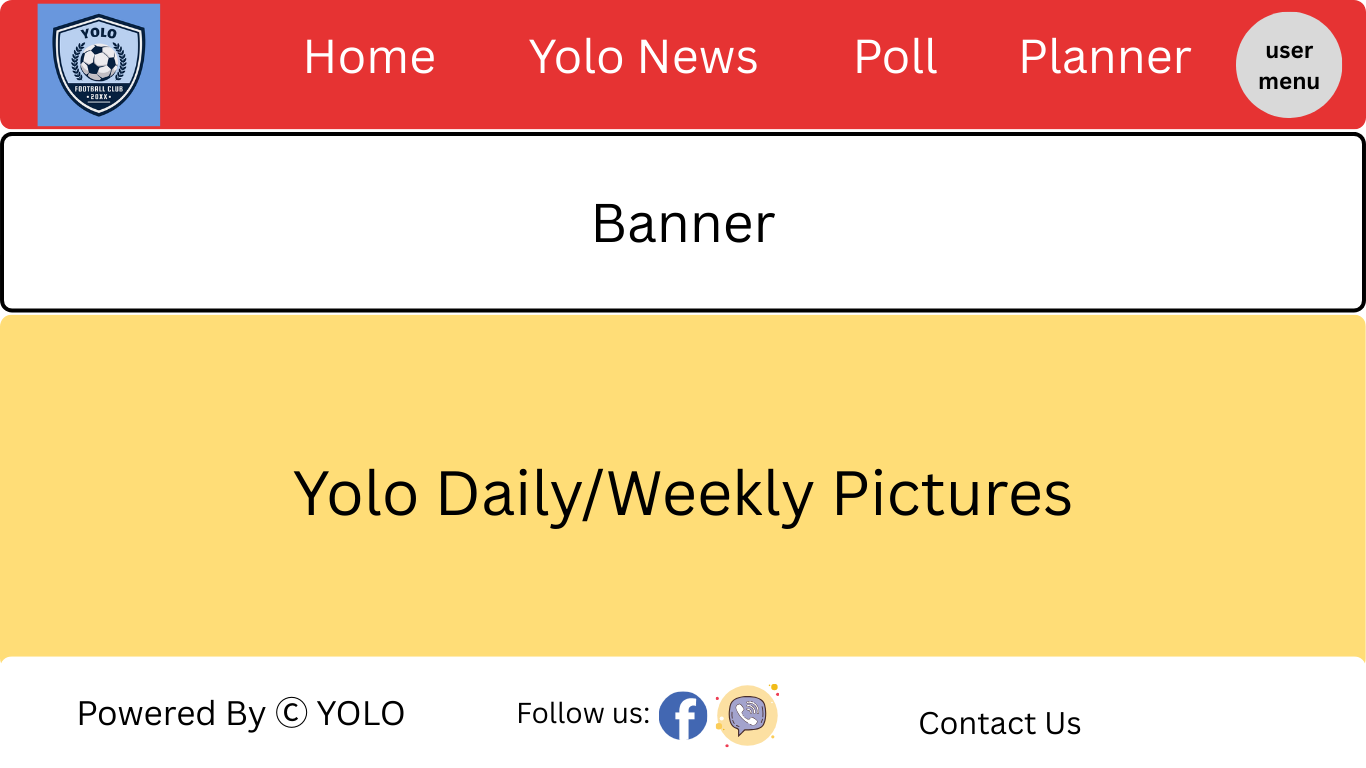 YOLO
FOOTBALL CLUB
• 20XX •
Home Yolo News Poll Planner
user
menu
Banner
Yolo Daily/Weekly Pictures
Powered By © YOLO
Follow us:
Contact Us